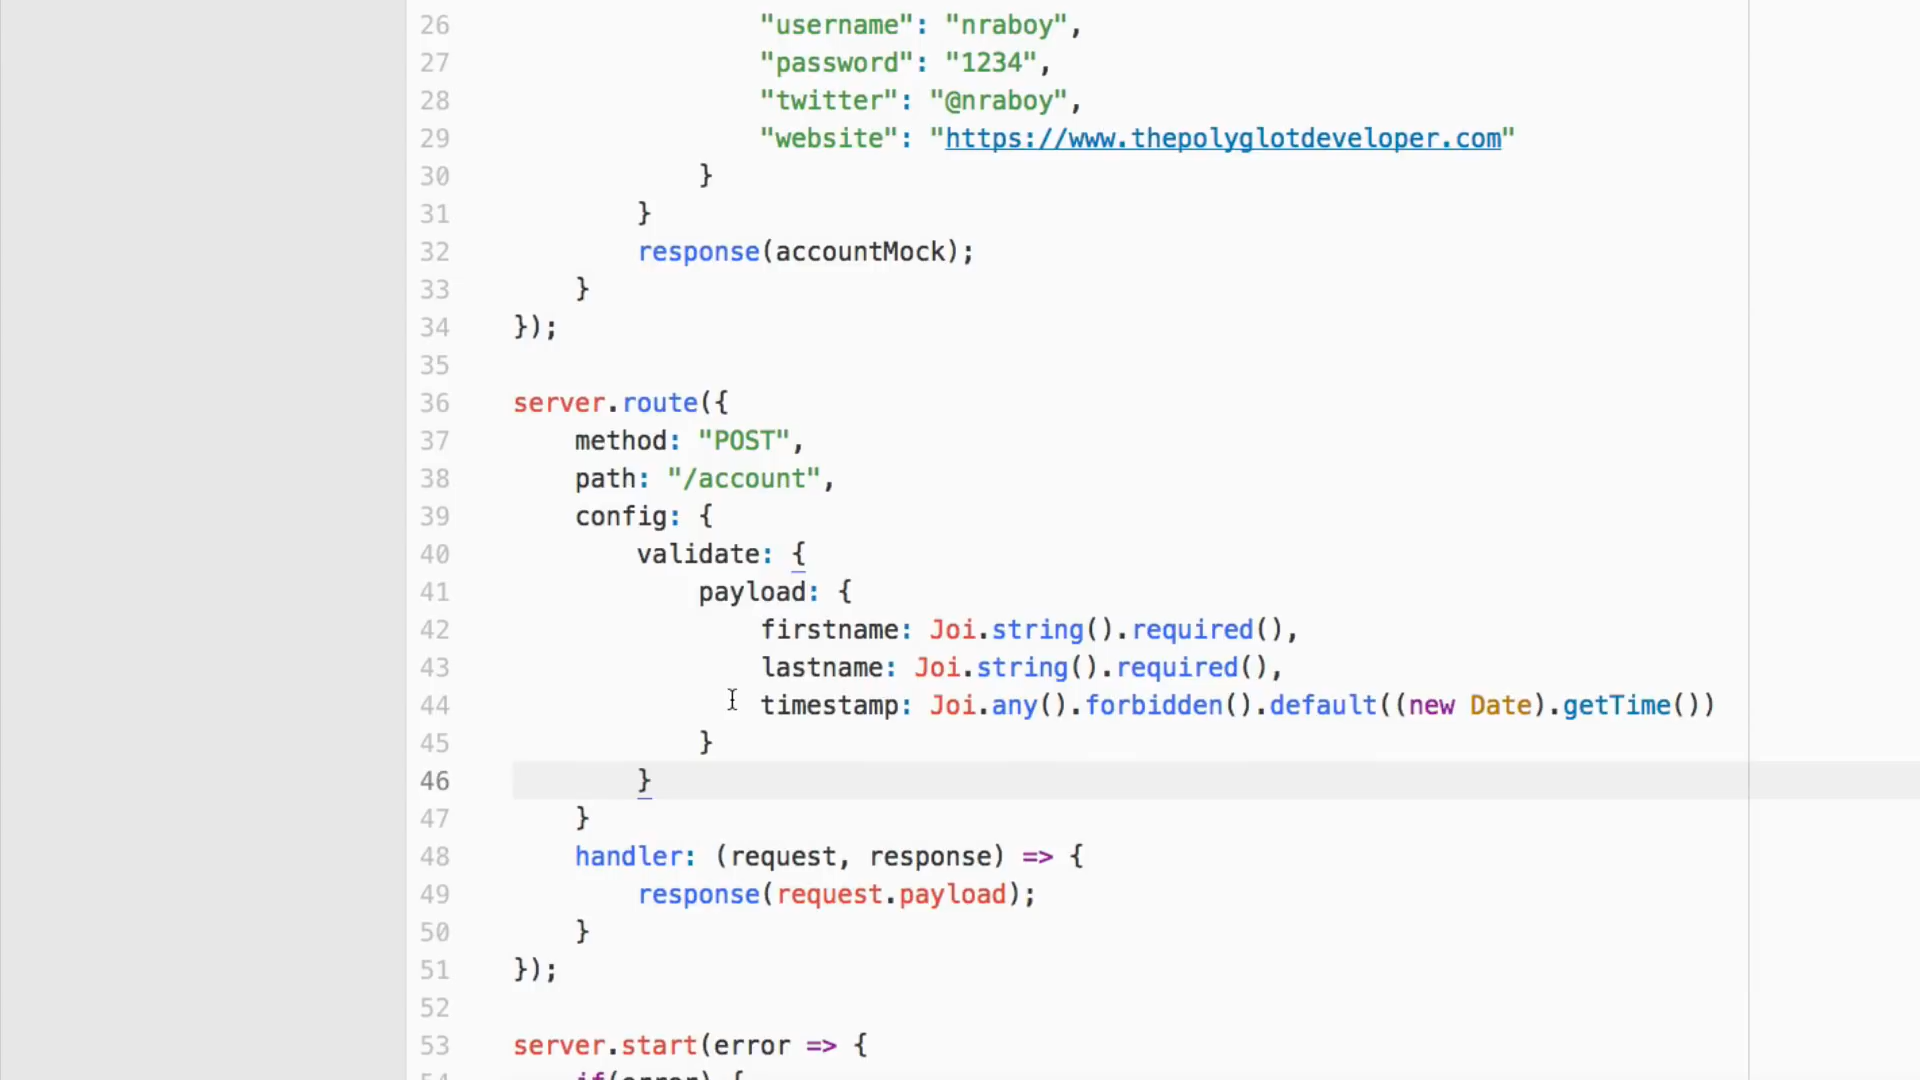 26 "username": "nraboy",
27 "password": "1234",
28 "twitter": "@nraboy",
29 "website": "https://www.thepolyglotdeveloper.com"
30 }
31 }
32 response(accountMock);
33 }
34 });
35
36 server.route({
37 method: "POST",
38 path: "/account",
39 config: {
40 validate: {
41 payload: {
42 firstname: Joi.string().required(),
43 lastname: Joi.string().required(),
44 timestamp: Joi.any().forbidden().default((new Date).getTime())
45 }
46 }
47 }
48 handler: (request, response) => {
49 response(request.payload);
50 }
51 });
52
53 server.start(error => {
54 if(error) {